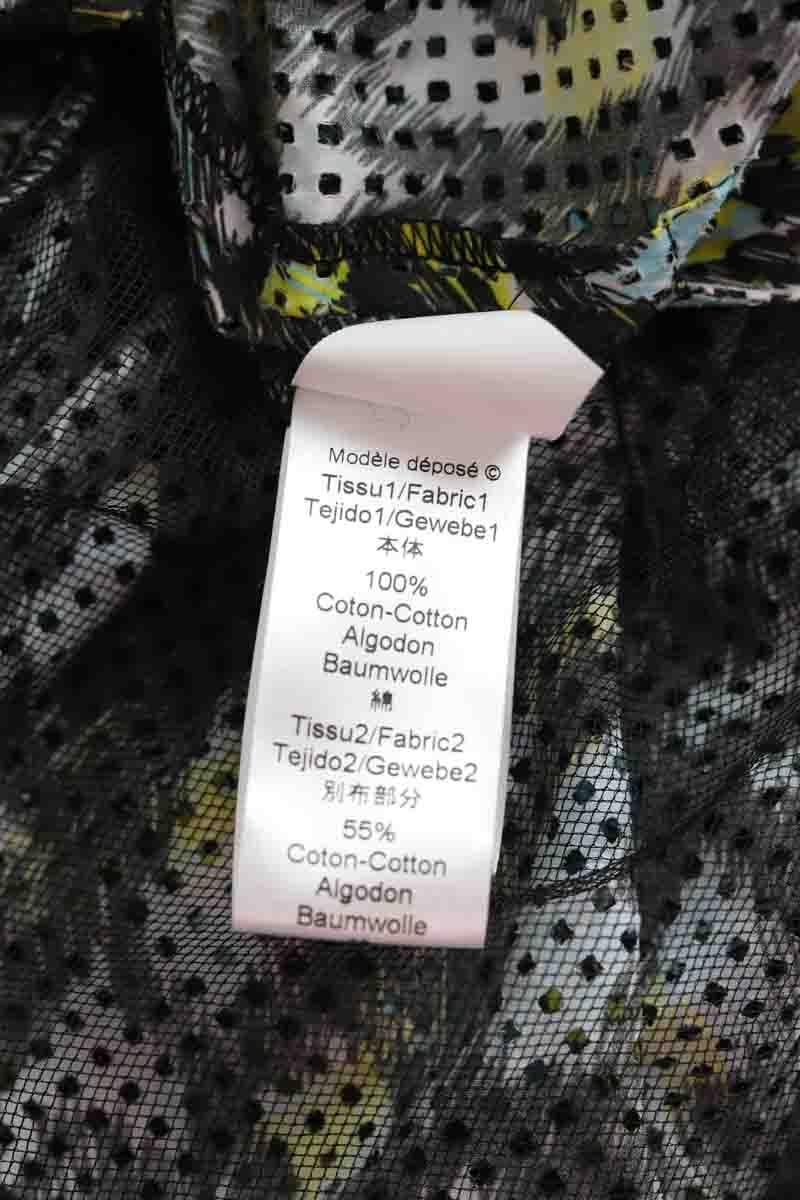 Modèle déposé ©
Tissu1/Fabric1
Tejido1/Gewebe1
本体
100%
Coton-Cotton
Algodon
Baumwolle
綿
Tissu2/Fabric2
Tejido2/Gewebe2
別布部分
55%
Coton-Cotton
Algodon
Baumwolle